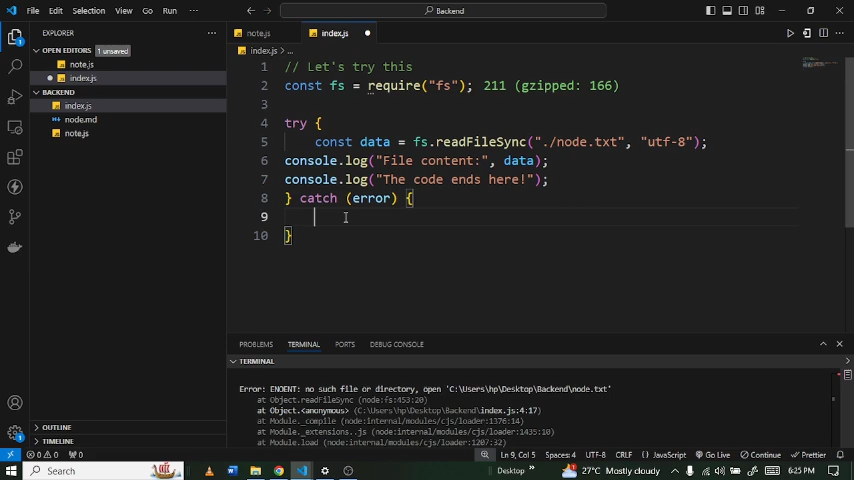 File Edit Selection View Go Run ...
Backend
EXPLORER ...
note.js
index.js
OPEN EDITORS 1 unsaved
note.js
index.js
BACKEND
index.js
node.md
note.js
OUTLINE
TIMELINE
index.js > ...
1 // Let's try this
2 const fs = require("fs"); 211 (gzipped: 166)
3
4 try {
5 const data = fs.readFileSync("./node.txt", "utf-8");
6 console.log("File content:", data);
7 console.log("The code ends here!");
8 } catch (error) {
9
10 }
PROBLEMS TERMINAL PORTS DEBUG CONSOLE
TERMINAL
Error: ENOENT: no such file or directory, open 'C:\Users\hp\Desktop\Backend\node.txt'
at Object.readFileSync (node:fs:453:20)
at Object.<anonymous> (C:\Users\hp\Desktop\Backend\index.js:4:17)
at Module._compile (node:internal/modules/cjs/loader:1376:14)
at Module._extensions..js (node:internal/modules/cjs/loader:1435:10)
at Module.load (node:internal/modules/cjs/loader:1207:32)
0 0 0 Ln 9, Col 5 Spaces: 4 UTF-8 CRLF {} JavaScript Go Live Continue Prettier
Search Desktop 27°C Mostly cloudy 6:25 PM